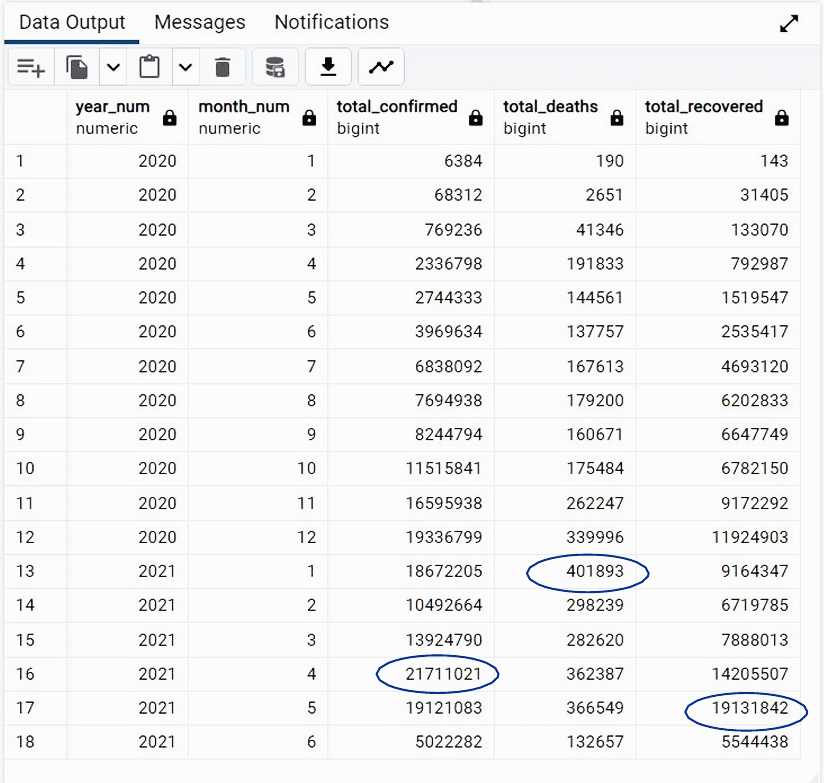 Data Output Messages Notifications
year_num month_num total_confirmed total_deaths total_recovered
numeric numeric bigint bigint bigint
1 2020 1 6384 190 143
2 2020 2 68312 2651 31405
3 2020 3 769236 41346 133070
4 2020 4 2336798 191833 792987
5 2020 5 2744333 144561 1519547
6 2020 6 3969634 137757 2535417
7 2020 7 6838092 167613 4693120
8 2020 8 7694938 179200 6202833
9 2020 9 8244794 160671 6647749
10 2020 10 11515841 175484 6782150
11 2020 11 16595938 262247 9172292
12 2020 12 19336799 339996 11924903
13 2021 1 18672205 401893 9164347
14 2021 2 10492664 298239 6719785
15 2021 3 13924790 282620 7888013
16 2021 4 21711021 362387 14205507
17 2021 5 19121083 366549 19131842
18 2021 6 5022282 132657 5544438